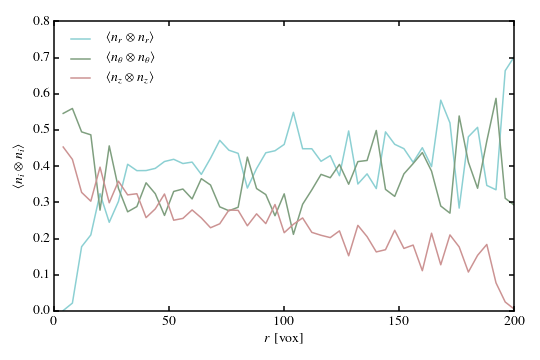 0.8
0.7
0.6
0.5
0.4
0.3
0.2
0.1
0.0
⟨n_i ⊗ n_i⟩
⟨n_r ⊗ n_r⟩
⟨n_θ ⊗ n_θ⟩
⟨n_z ⊗ n_z⟩
0 50 100 150 200
r [vox]